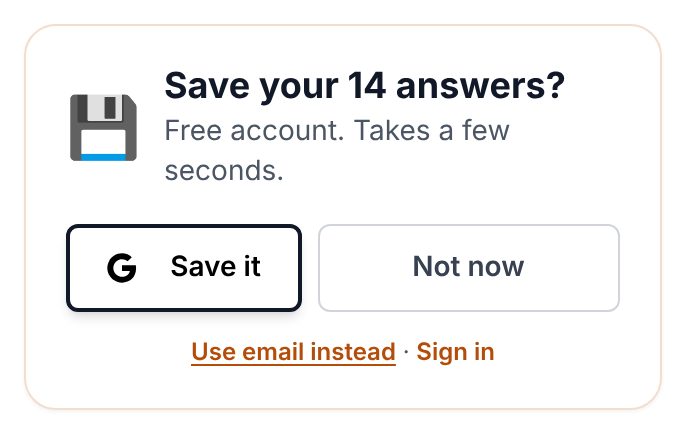 Save your 14 answers?
Free account. Takes a few
seconds.
G Save it
Not now
Use email instead · Sign in